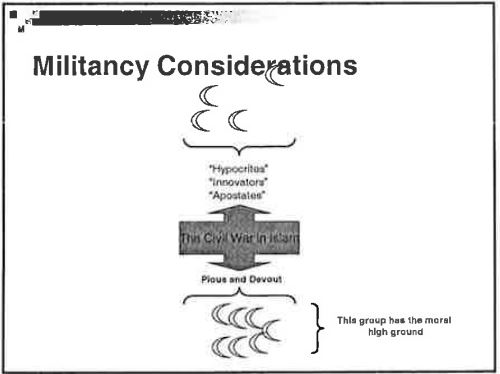 Militancy Considerations
"Hypocrites"
"Innovators"
"Apostates"
The Civil War in Islam
Pious and Devout
This group has the moral
high ground